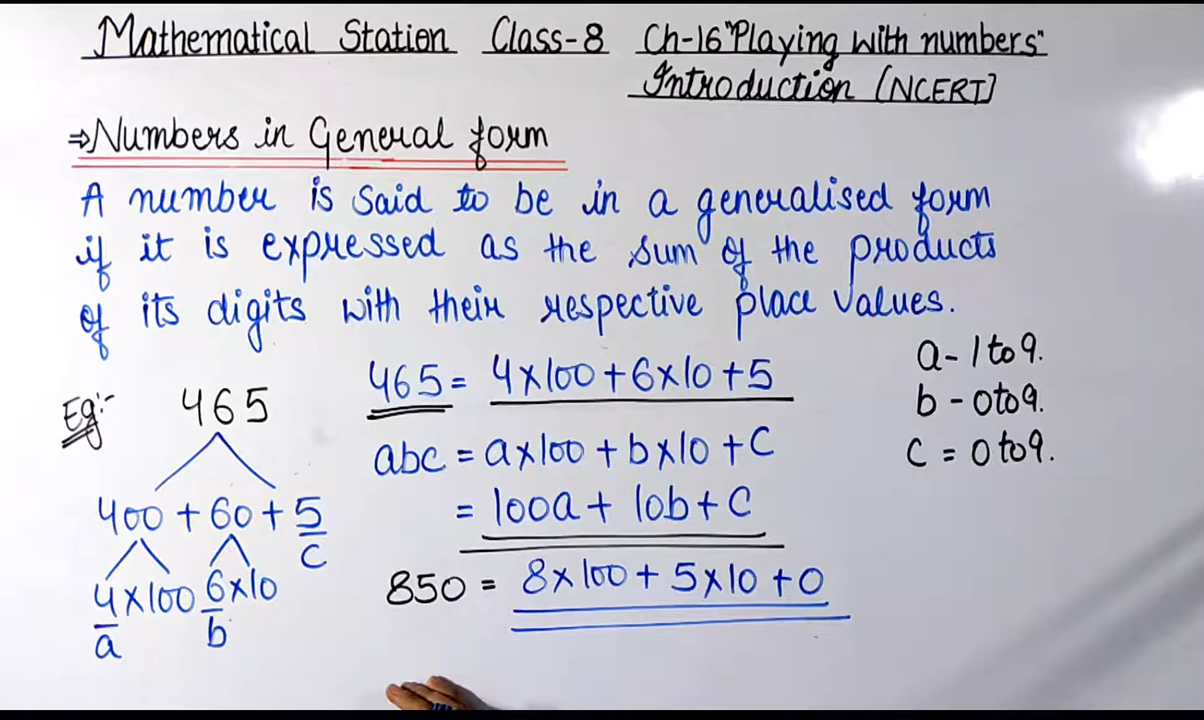 Mathematical Station Class-8 Ch-16 "Playing with numbers"
Introduction (NCERT)
⇒Numbers in General form
A number is said to be in a generalised form
if it is expressed as the sum of the products
of its digits with their respective place values.
Eg:- 465
400 + 60 + 5
c
4×100 6×10
a b
465 = 4×100 + 6×10 + 5
abc = a×100 + b×10 + c
= 100a + 10b + c
850 = 8×100 + 5×10 + 0
a - 1 to 9.
b - 0 to 9.
c = 0 to 9.